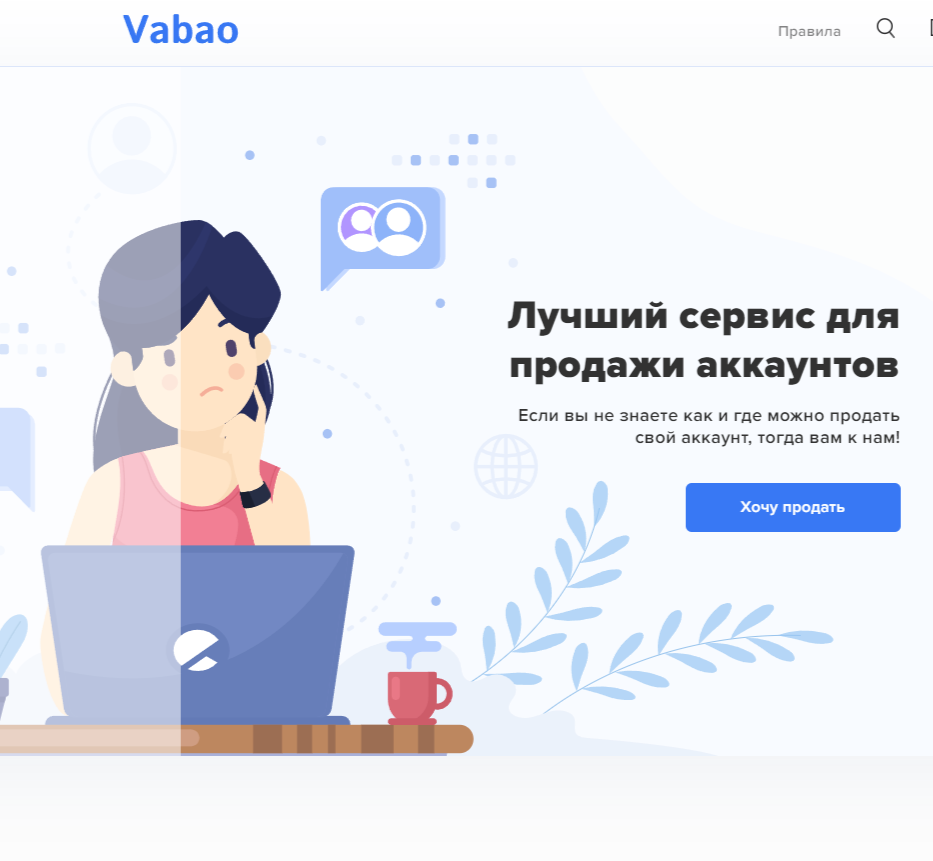 Vabao
Правила
Лучший сервис для
продажи аккаунтов
Если вы не знаете как и где можно продать
свой аккаунт, тогда вам к нам!
Хочу продать